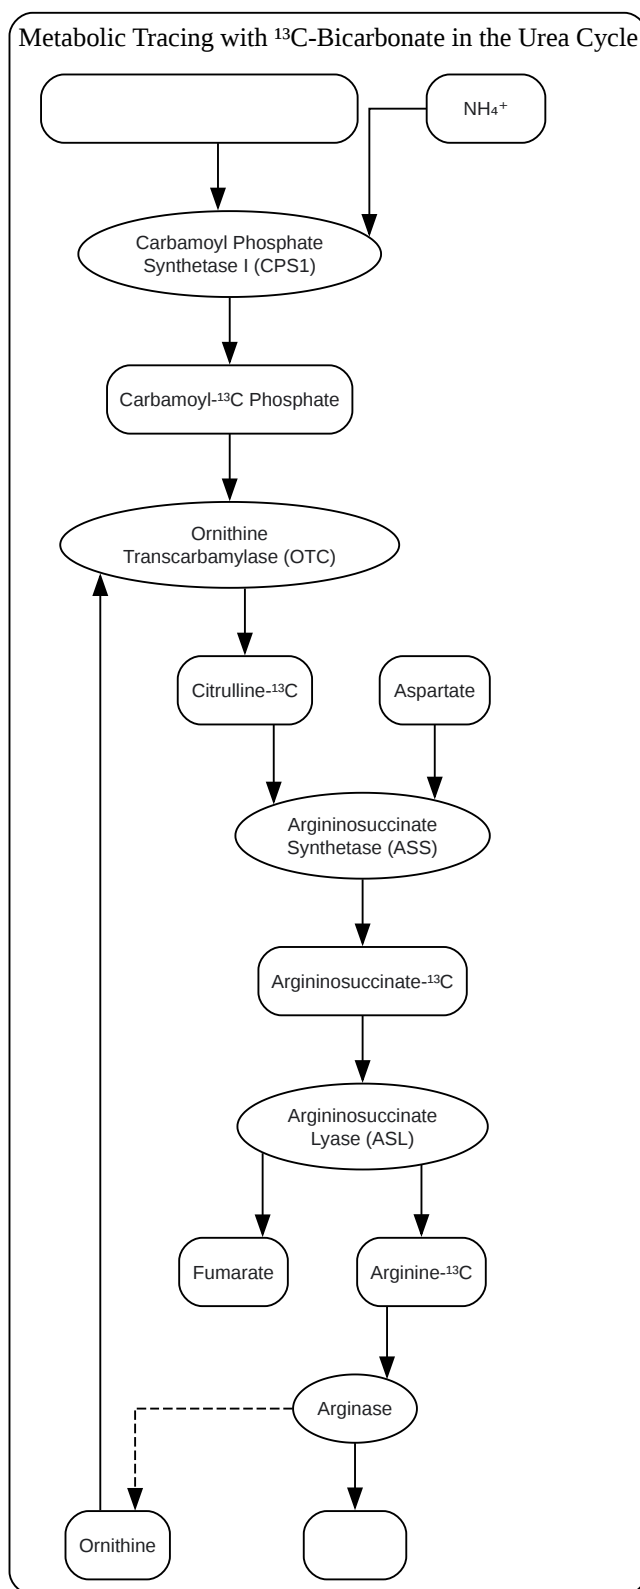 Metabolic Tracing with ¹³C-Bicarbonate in the Urea Cycle
NH₄⁺
Carbamoyl Phosphate
Synthetase I (CPS1)
Carbamoyl-¹³C Phosphate
Ornithine
Transcarbamylase (OTC)
Citrulline-¹³C
Aspartate
Argininosuccinate
Synthetase (ASS)
Argininosuccinate-¹³C
Argininosuccinate
Lyase (ASL)
Fumarate
Arginine-¹³C
Arginase
Ornithine